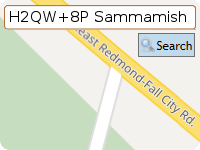 H2QW+8P Sammamish
Search
east Redmond-Fall City Rd.